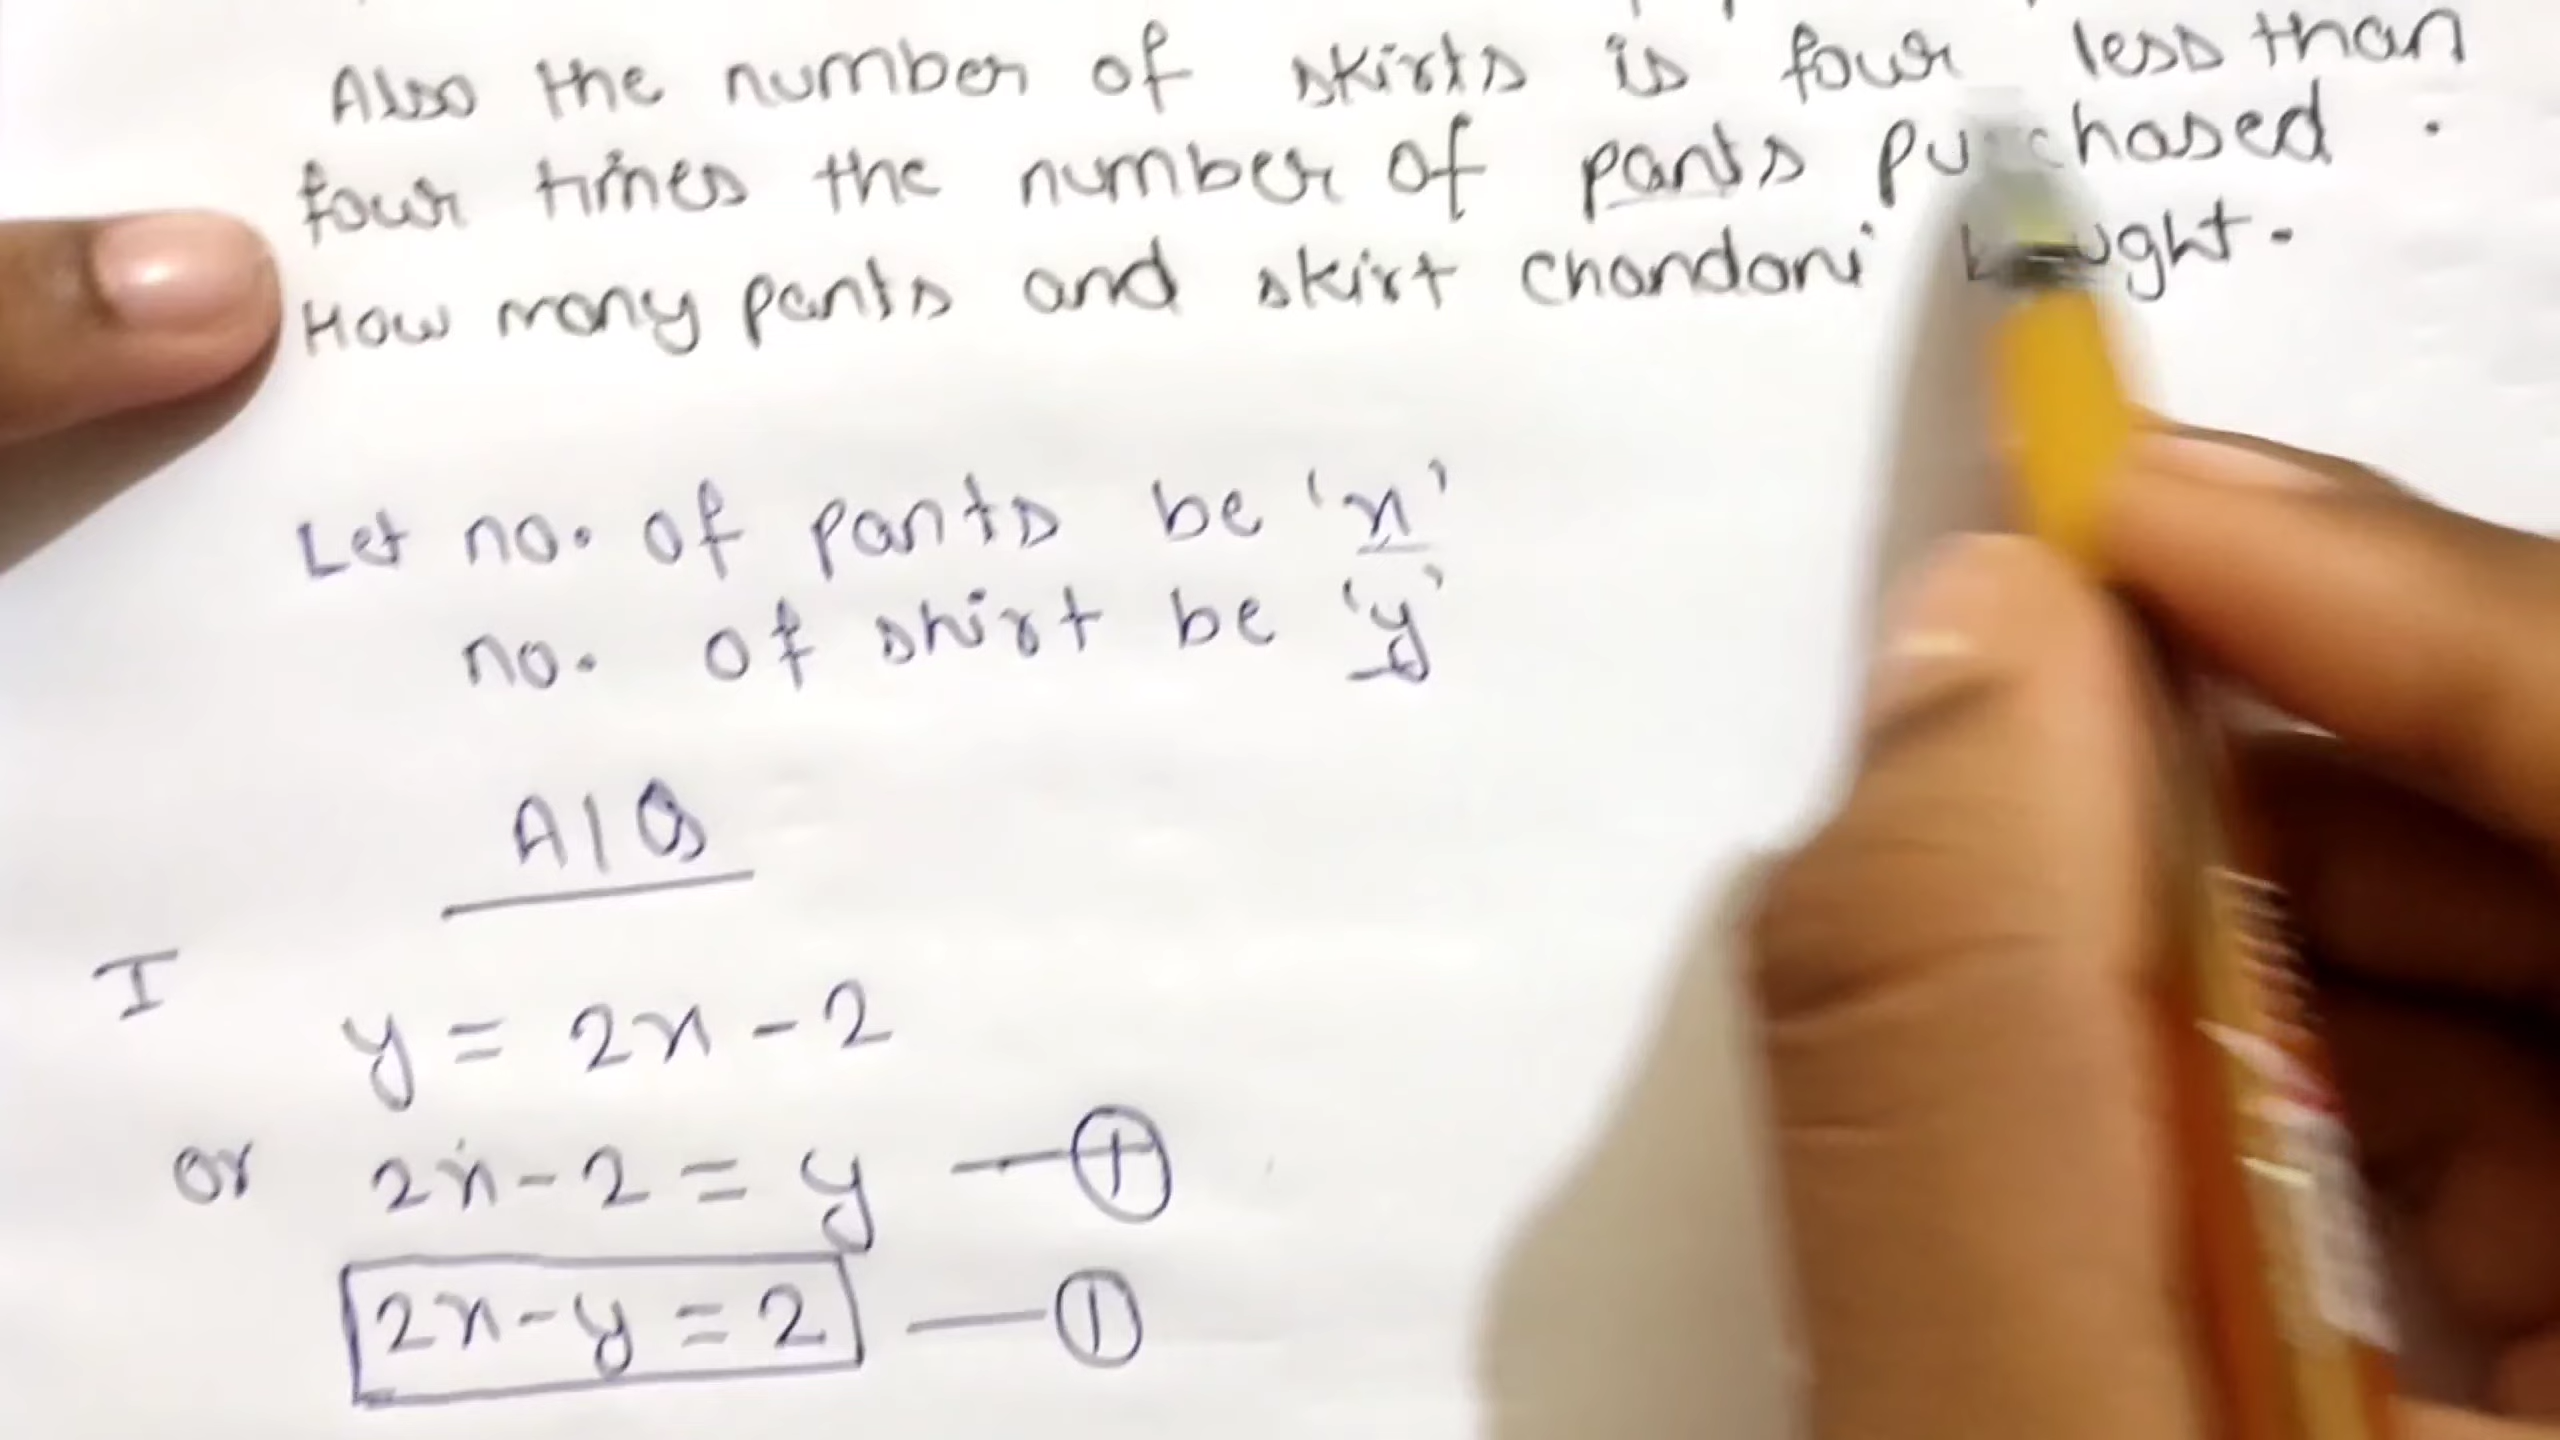 Also the number of skirts is four less than
four times the number of pants purchased.
How many pants and skirt chandani bought.
Let no. of pants be 'x'
no. of shirt be 'y'
A/Q
I
y = 2x - 2
or 2x - 2 = y — 1
2x - y = 2 — 1